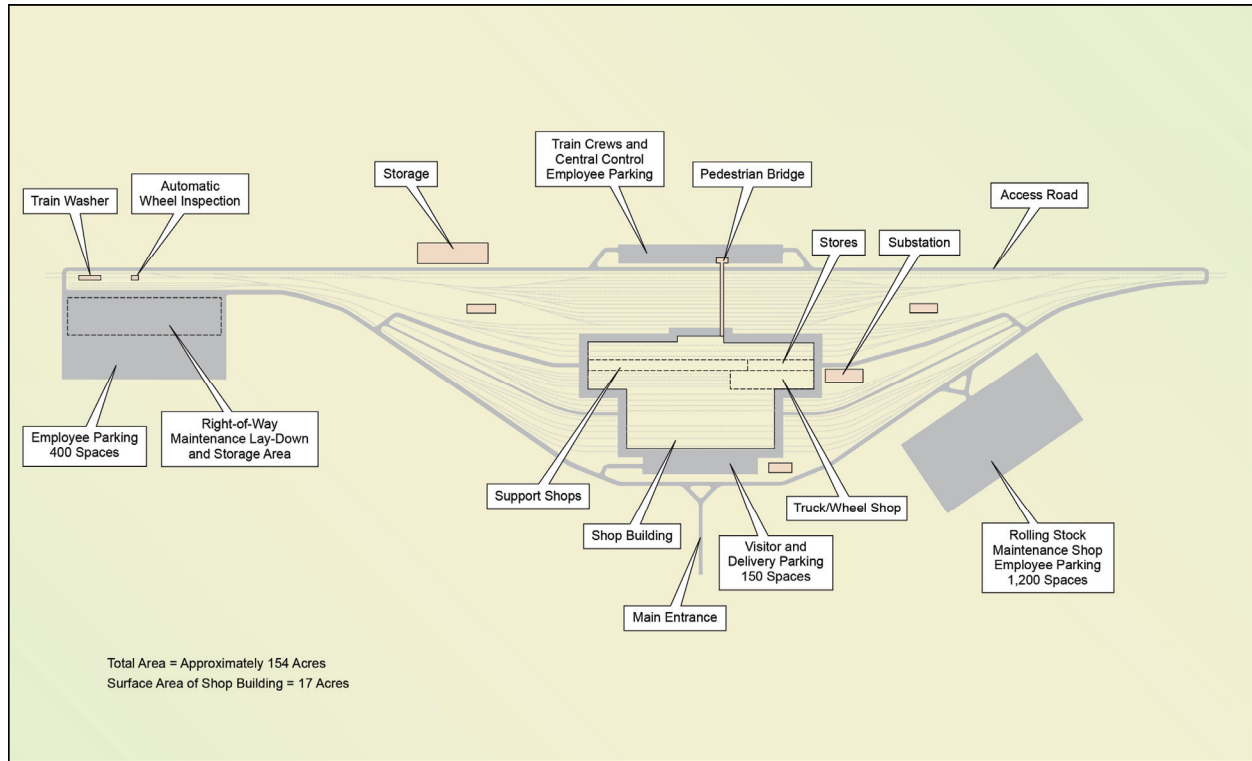 Train Crews and
Central Control
Employee Parking
Storage
Pedestrian Bridge
Automatic
Wheel Inspection
Train Washer
Access Road
Stores
Substation
Employee Parking
400 Spaces
Right-of-Way
Maintenance Lay-Down
and Storage Area
Support Shops
Truck/Wheel Shop
Shop Building
Visitor and
Delivery Parking
150 Spaces
Rolling Stock
Maintenance Shop
Employee Parking
1,200 Spaces
Main Entrance
Total Area = Approximately 154 Acres
Surface Area of Shop Building = 17 Acres